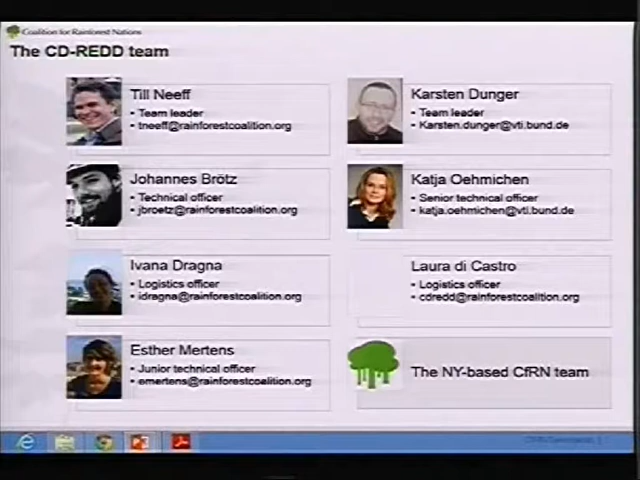 Coalition for Rainforest Nations
The CD-REDD team
Till Neeff
• Team leader
• tneeff@rainforestcoalition.org
Karsten Dunger
• Team leader
• Karsten.dunger@vti.bund.de
Johannes Brötz
• Technical officer
• jbroetz@rainforestcoalition.org
Katja Oehmichen
• Senior technical officer
• katja.oehmichen@vti.bund.de
Ivana Dragna
• Logistics officer
• idragna@rainforestcoalition.org
Laura di Castro
• Logistics officer
• cdredd@rainforestcoalition.org
Esther Mertens
• Junior technical officer
• emertens@rainforestcoalition.org
The NY-based CfRN team